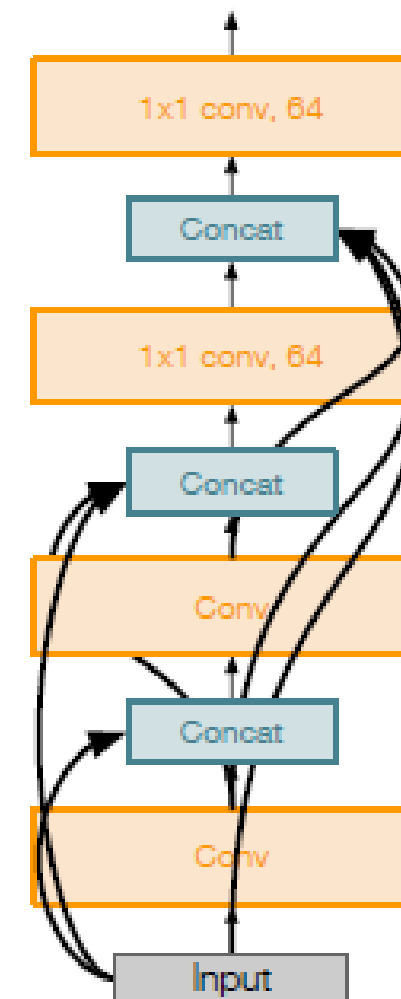 1x1 conv, 64
Concat
1x1 conv, 64
Concat
Conv
Concat
Conv
Input